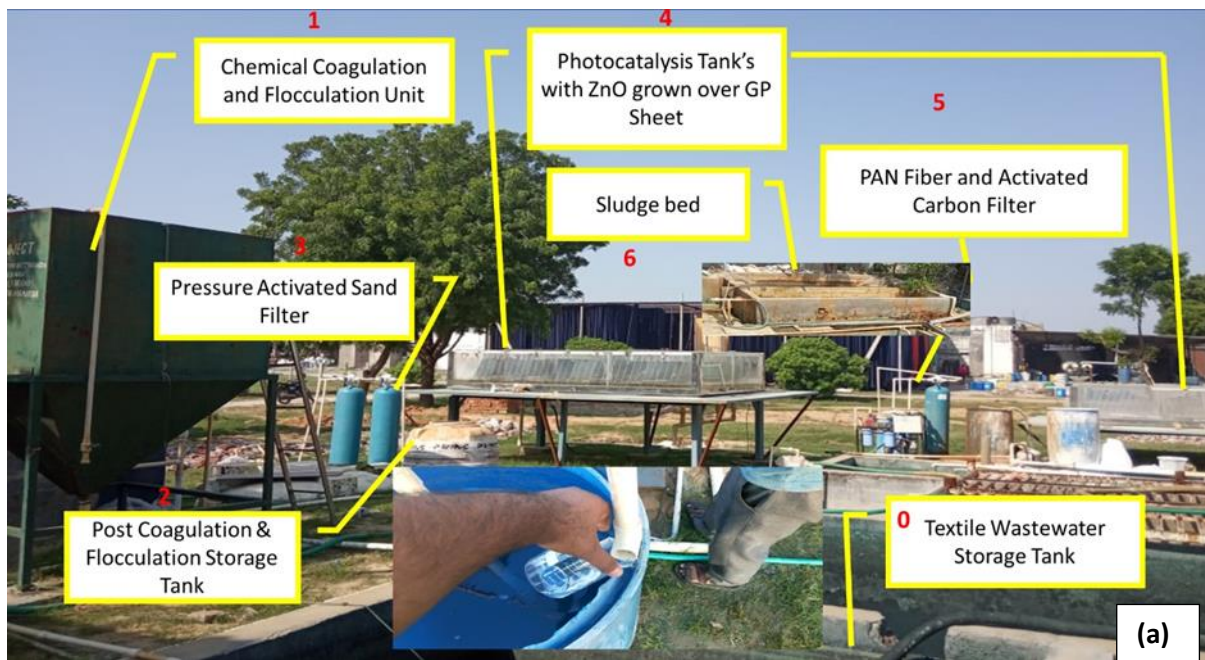 1
Chemical Coagulation
and Flocculation Unit
4
Photocatalysis Tank's
with ZnO grown over GP
Sheet
5
PAN Fiber and Activated
Carbon Filter
Sludge bed
6
3
Pressure Activated Sand
Filter
2
Post Coagulation &
Flocculation Storage
Tank
0
Textile Wastewater
Storage Tank
(a)